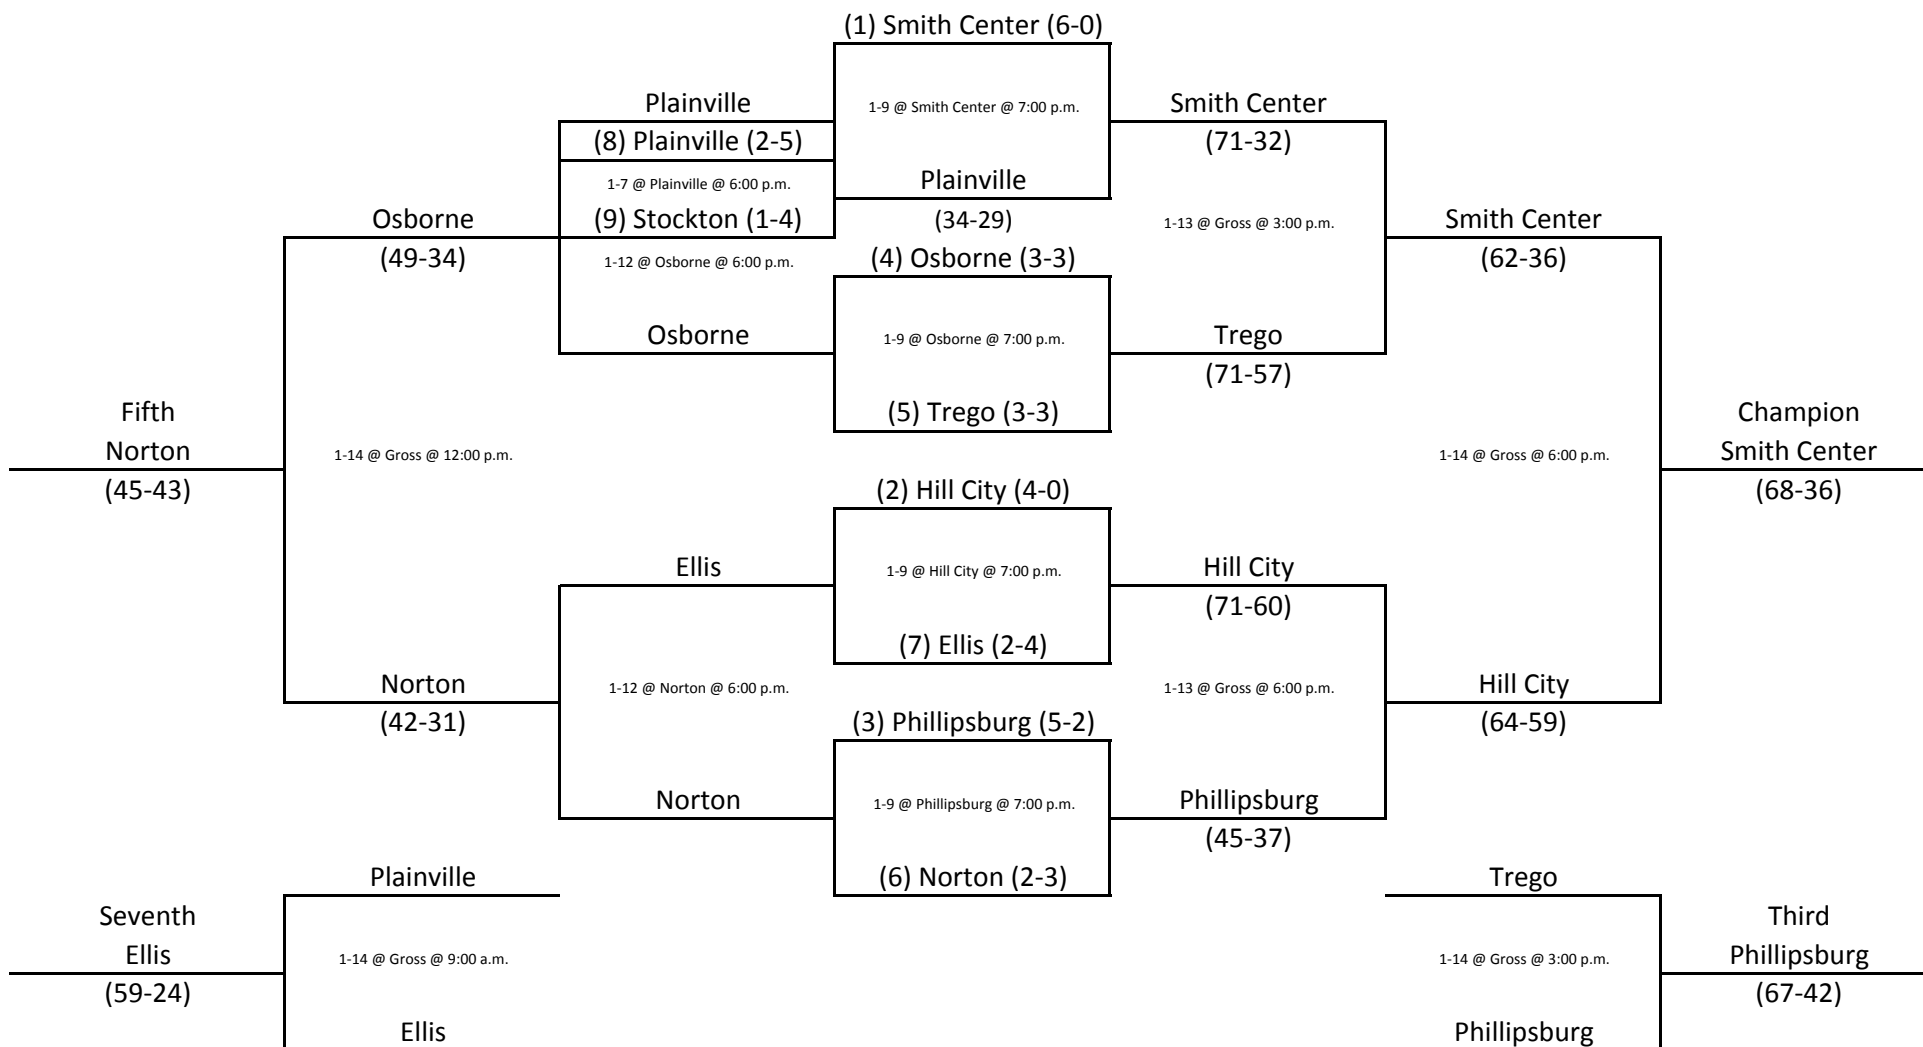 (1) Smith Center (6-0)
Plainville
1-9 @ Smith Center @ 7:00 p.m.
Smith Center
(8) Plainville (2-5)
(71-32)
1-7 @ Plainville @ 6:00 p.m.
Plainville
Osborne
(9) Stockton (1-4)
(34-29)
1-13 @ Gross @ 3:00 p.m.
Smith Center
(49-34)
1-12 @ Osborne @ 6:00 p.m.
(4) Osborne (3-3)
(62-36)
Osborne
1-9 @ Osborne @ 7:00 p.m.
Trego
(71-57)
Fifth
(5) Trego (3-3)
Champion
Norton
1-14 @ Gross @ 12:00 p.m.
1-14 @ Gross @ 6:00 p.m.
Smith Center
(45-43)
(2) Hill City (4-0)
(68-36)
Ellis
1-9 @ Hill City @ 7:00 p.m.
Hill City
(71-60)
(7) Ellis (2-4)
Norton
1-12 @ Norton @ 6:00 p.m.
1-13 @ Gross @ 6:00 p.m.
Hill City
(42-31)
(3) Phillipsburg (5-2)
(64-59)
Norton
1-9 @ Phillipsburg @ 7:00 p.m.
Phillipsburg
(45-37)
Plainville
(6) Norton (2-3)
Trego
Seventh
Third
Ellis
1-14 @ Gross @ 9:00 a.m.
1-14 @ Gross @ 3:00 p.m.
Phillipsburg
(59-24)
(67-42)
Ellis
Phillipsburg